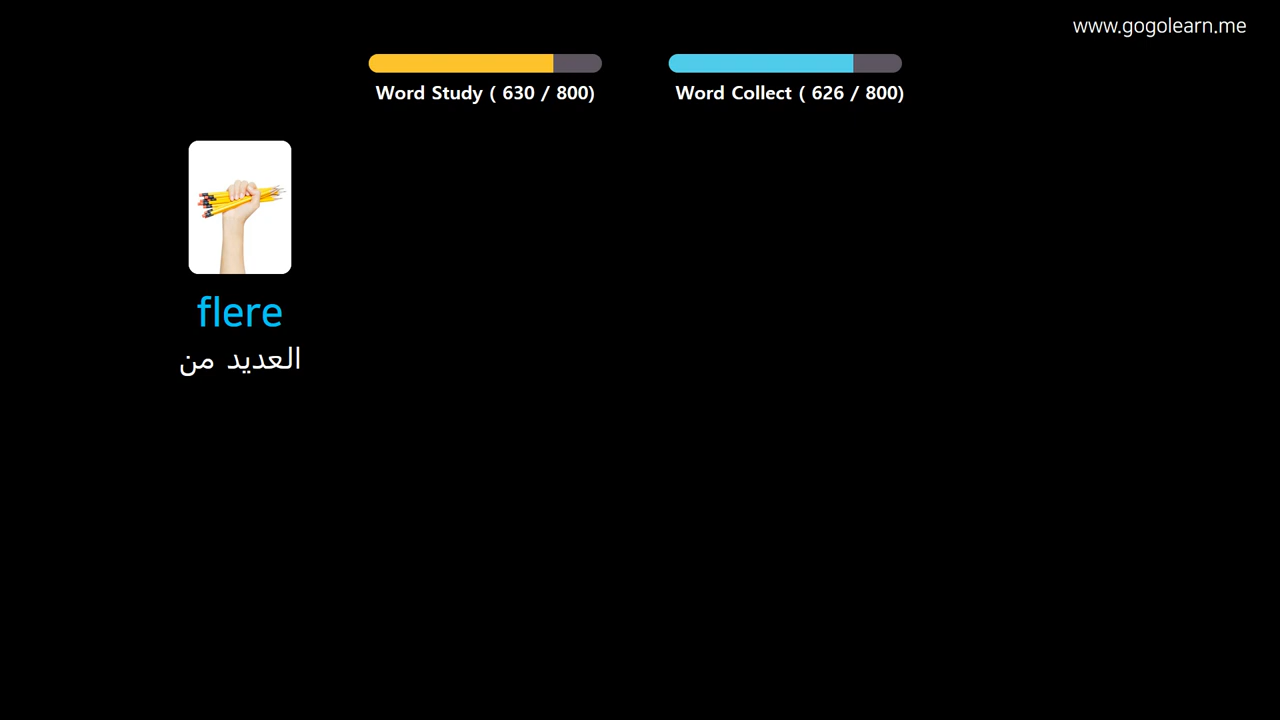 www.gogolearn.me
Word Study ( 630 / 800)
Word Collect ( 626 / 800)
flere
العديد من